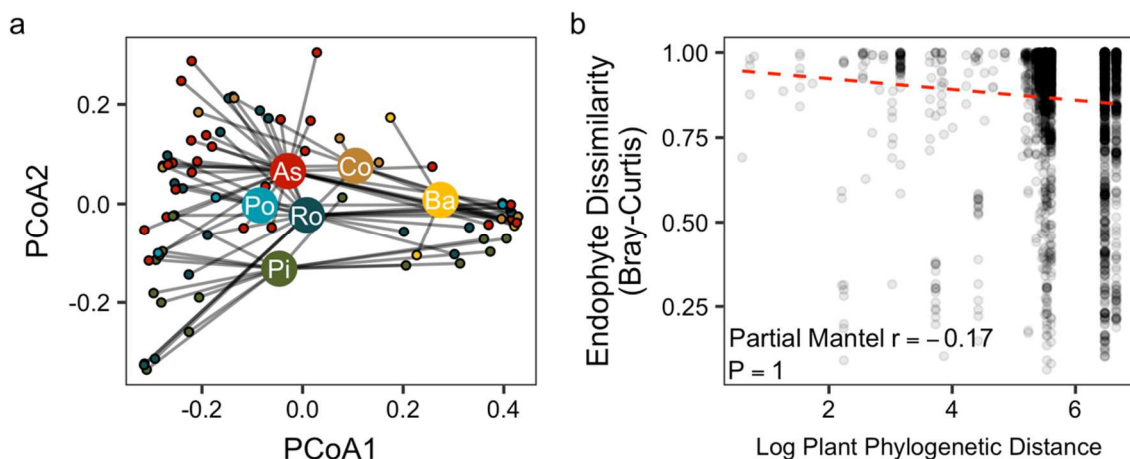 a
PCoA2
0.2
0.0
-0.2
As
Co
Po
Ro
Ba
Pi
-0.2
0.0
0.2
0.4
PCoA1
b
Endophyte Dissimilarity
(Bray-Curtis)
1.00
0.75
0.50
0.25
Partial Mantel r = −0.17
P = 1
2
4
6
Log Plant Phylogenetic Distance